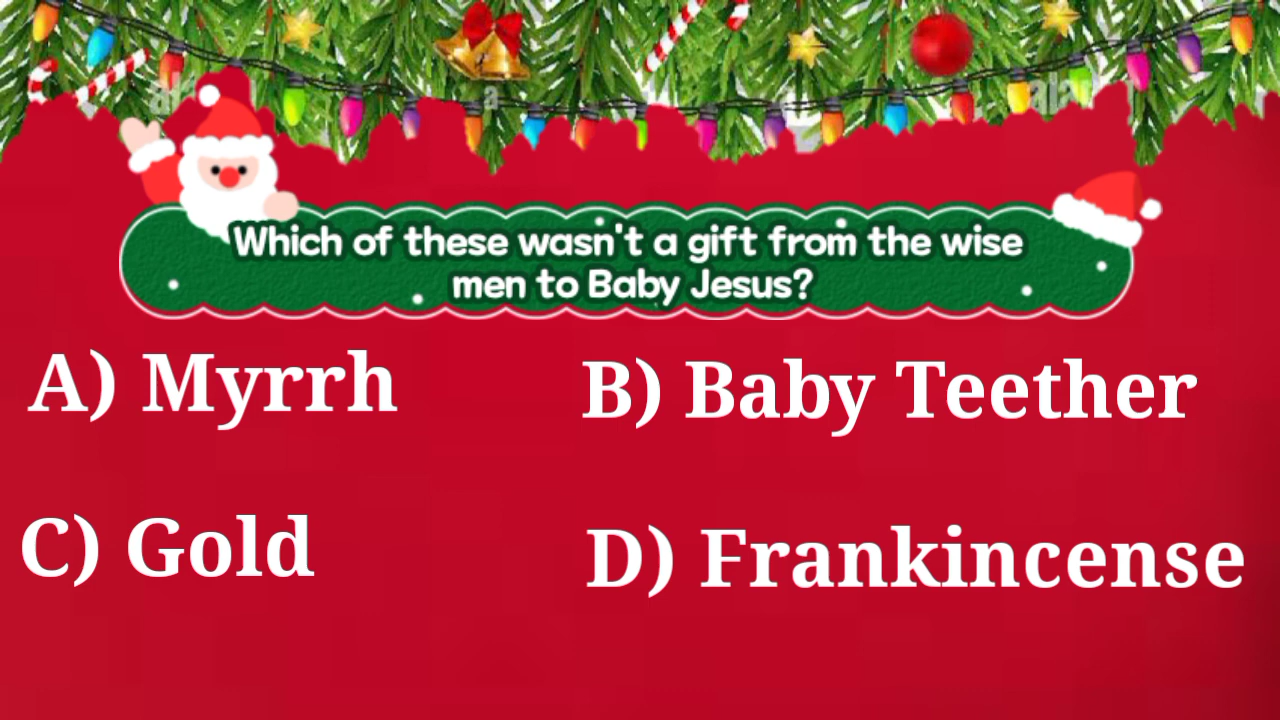 Which of these wasn't a gift from the wise
men to Baby Jesus?
A) Myrrh
B) Baby Teether
C) Gold
D) Frankincense